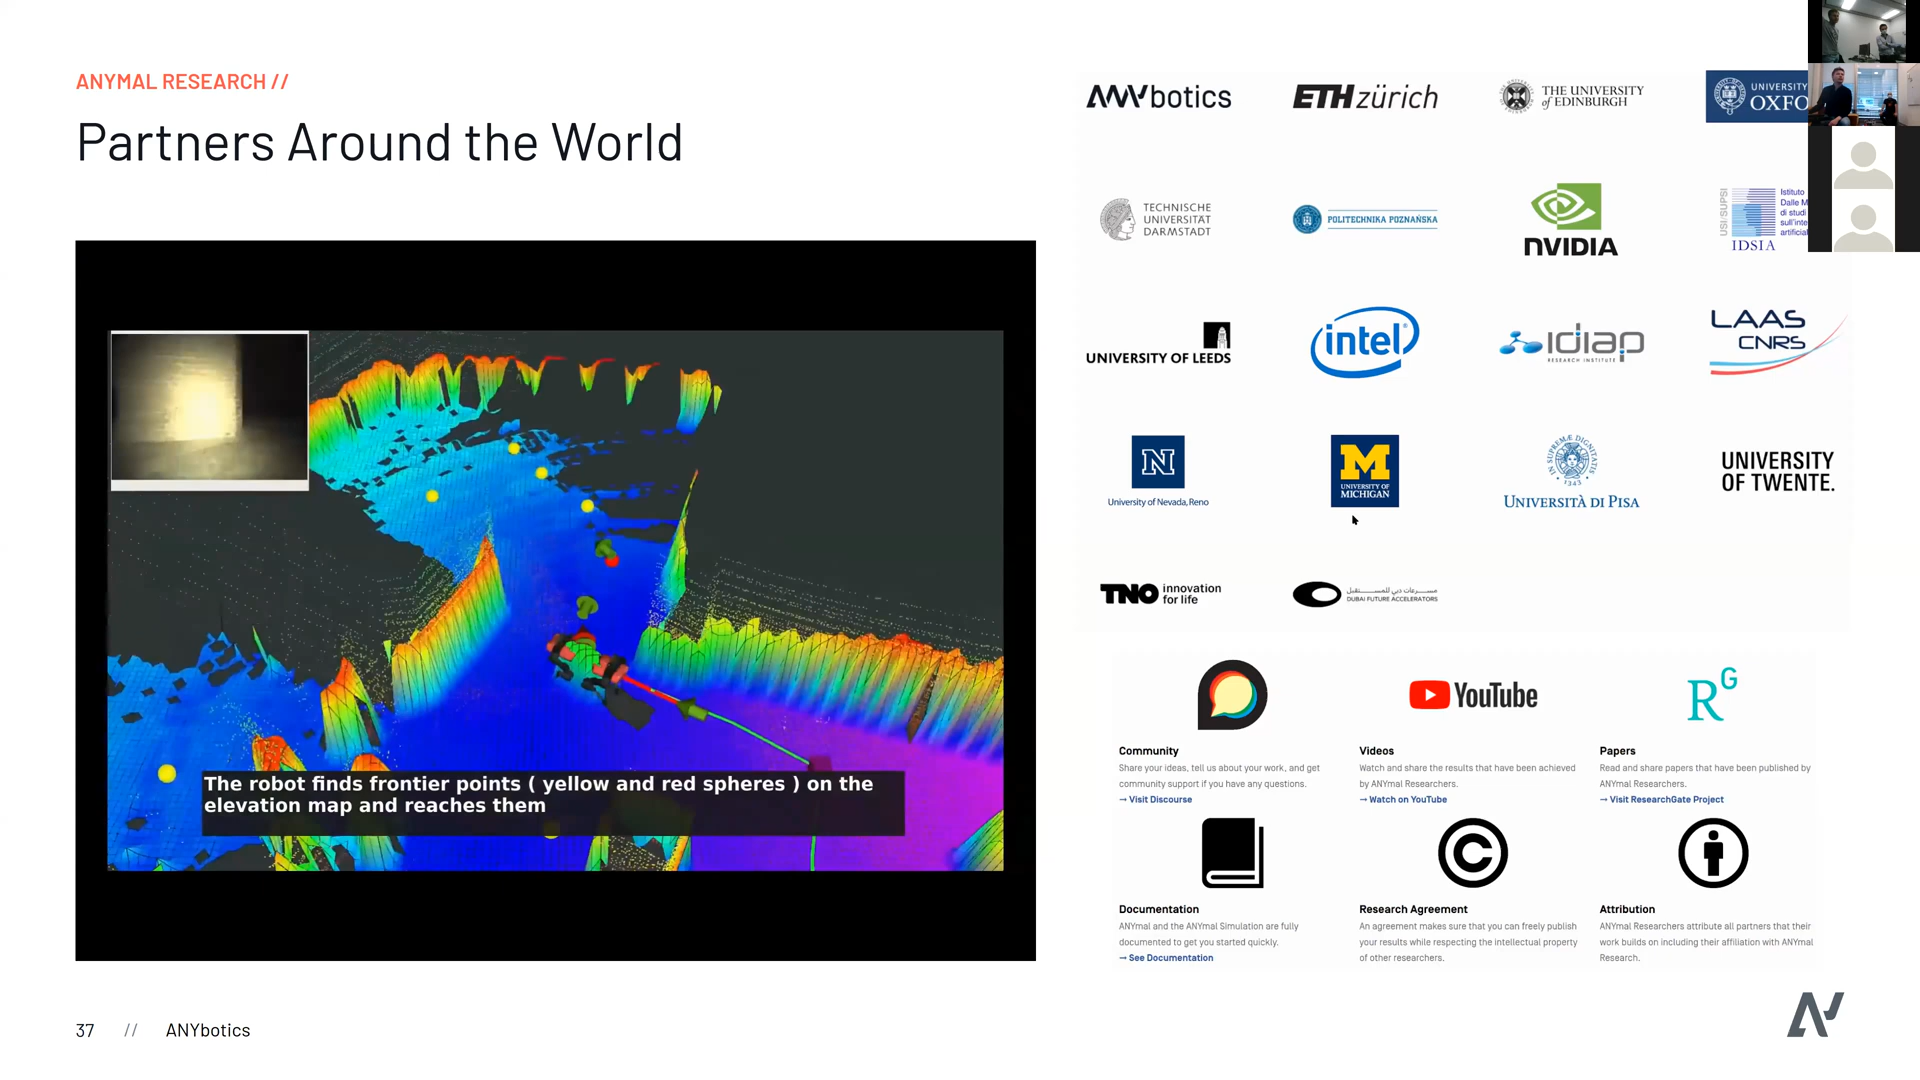 ANYMAL RESEARCH //
Partners Around the World
ANYbotics
ETH zürich
THE UNIVERSITY
of EDINBURGH
UNIVERSITY
OXFO
TECHNISCHE
UNIVERSITÄT
DARMSTADT
POLITECHNIKA POZNAŃSKA
NVIDIA
USI/SUPSI
Istituto
Dalle M
di studi
sull'inte
artificial
IDSIA
UNIVERSITY OF LEEDS
intel
idiap
RESEARCH INSTITUTE
LAAS
CNRS
N
University of Nevada, Reno
M
UNIVERSITY OF
MICHIGAN
IN SUPREMÆ DIGNITATIS
1343
UNIVERSITÀ DI PISA
UNIVERSITY
OF TWENTE.
TNO innovation
for life
مسرعات دبي للمستقبل
DUBAI FUTURE ACCELERATORS
The robot finds frontier points ( yellow and red spheres ) on the
elevation map and reaches them
YouTube
RG
Community
Share your ideas, tell us about your work, and get
community support if you have any questions.
→ Visit Discourse
Videos
Watch and share the results that have been achieved
by ANYmal Researchers.
→ Watch on YouTube
Papers
Read and share papers that have been published by
ANYmal Researchers.
→ Visit ResearchGate Project
Documentation
ANYmal and the ANYmal Simulation are fully
documented to get you started quickly.
→ See Documentation
Research Agreement
An agreement makes sure that you can freely publish
your results while respecting the intellectual property
of other researchers.
Attribution
ANYmal Researchers attribute all partners that their
work builds on including their affiliation with ANYmal
Research.
37 // ANYbotics